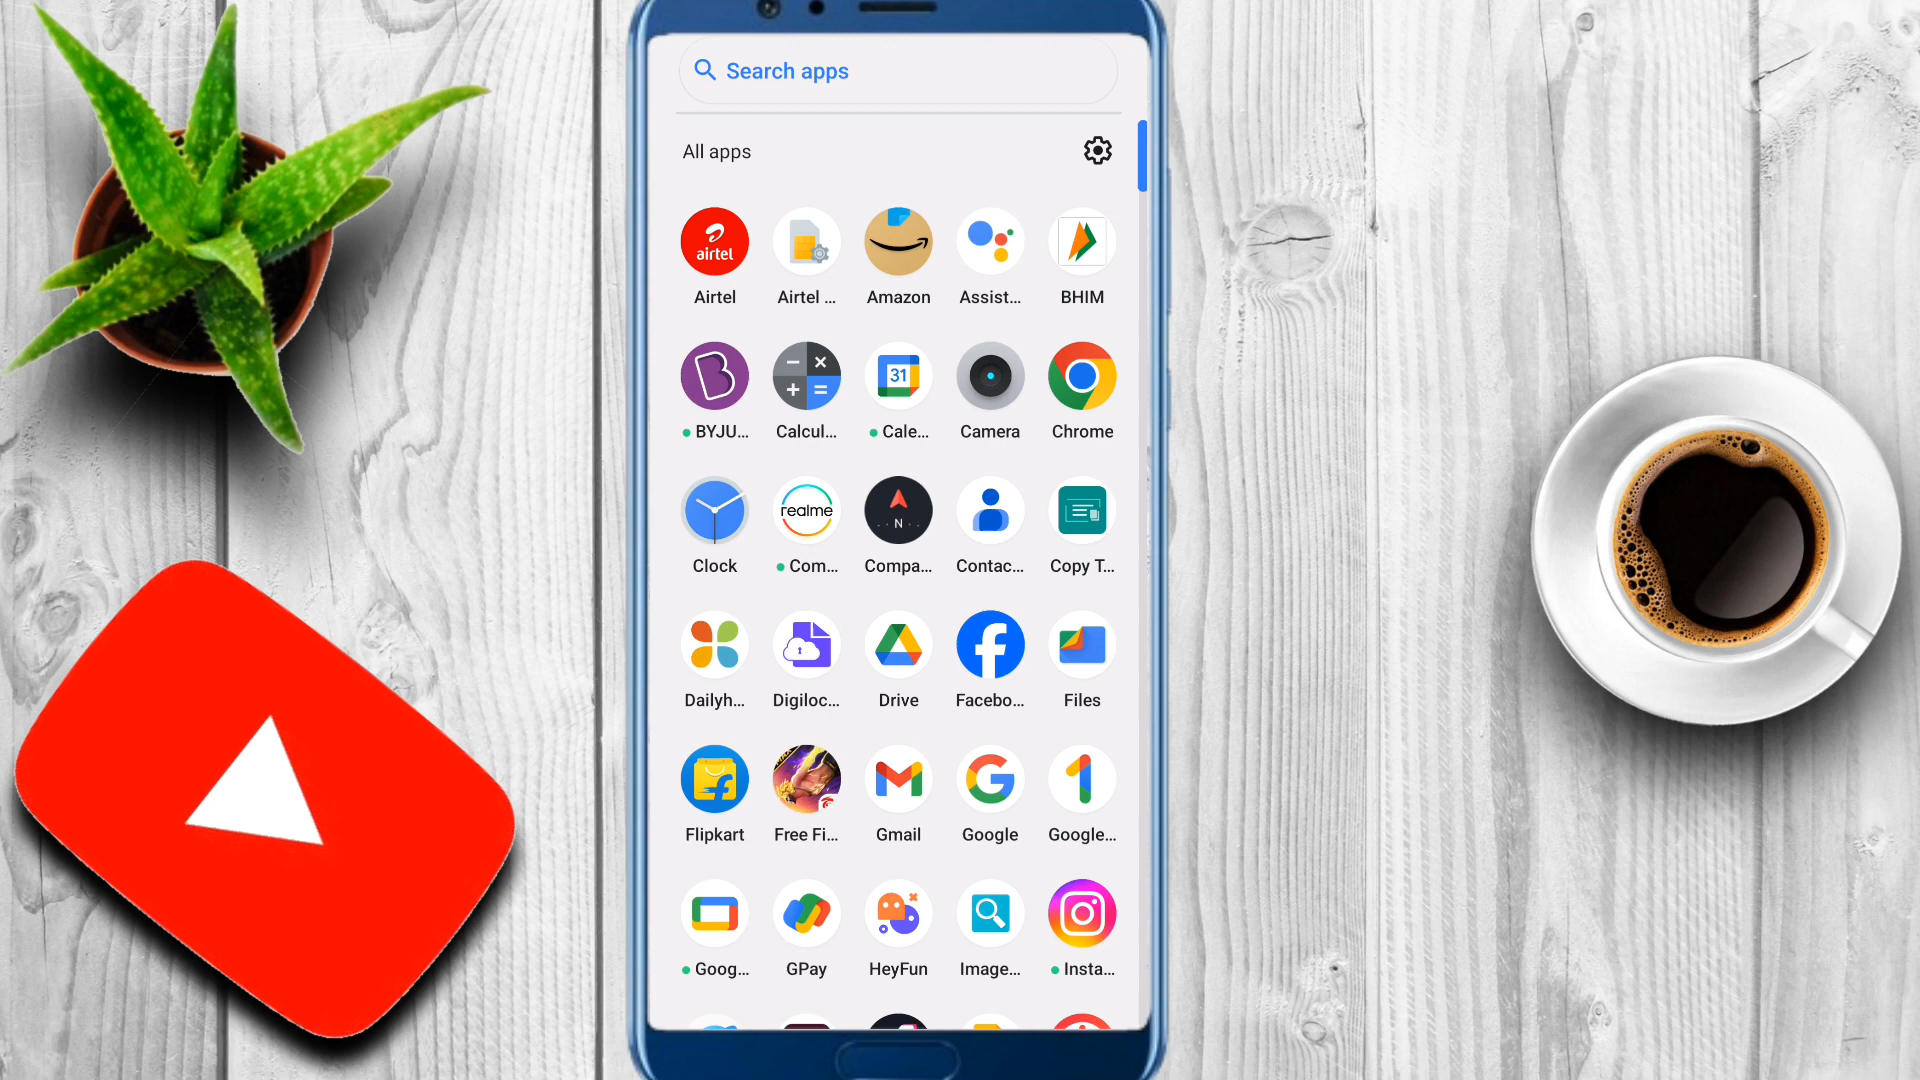 Search apps
All apps
airtel
Airtel
Airtel ...
Amazon
Assist...
BHIM
31
BYJU...
Calcul...
Cale...
Camera
Chrome
realme
N
Clock
Com...
Compa...
Contac...
Copy T...
Dailyh...
Digiloc...
Drive
Facebo...
Files
Flipkart
Free Fi...
Gmail
Google
Google...
Goog...
GPay
HeyFun
Image...
Insta...